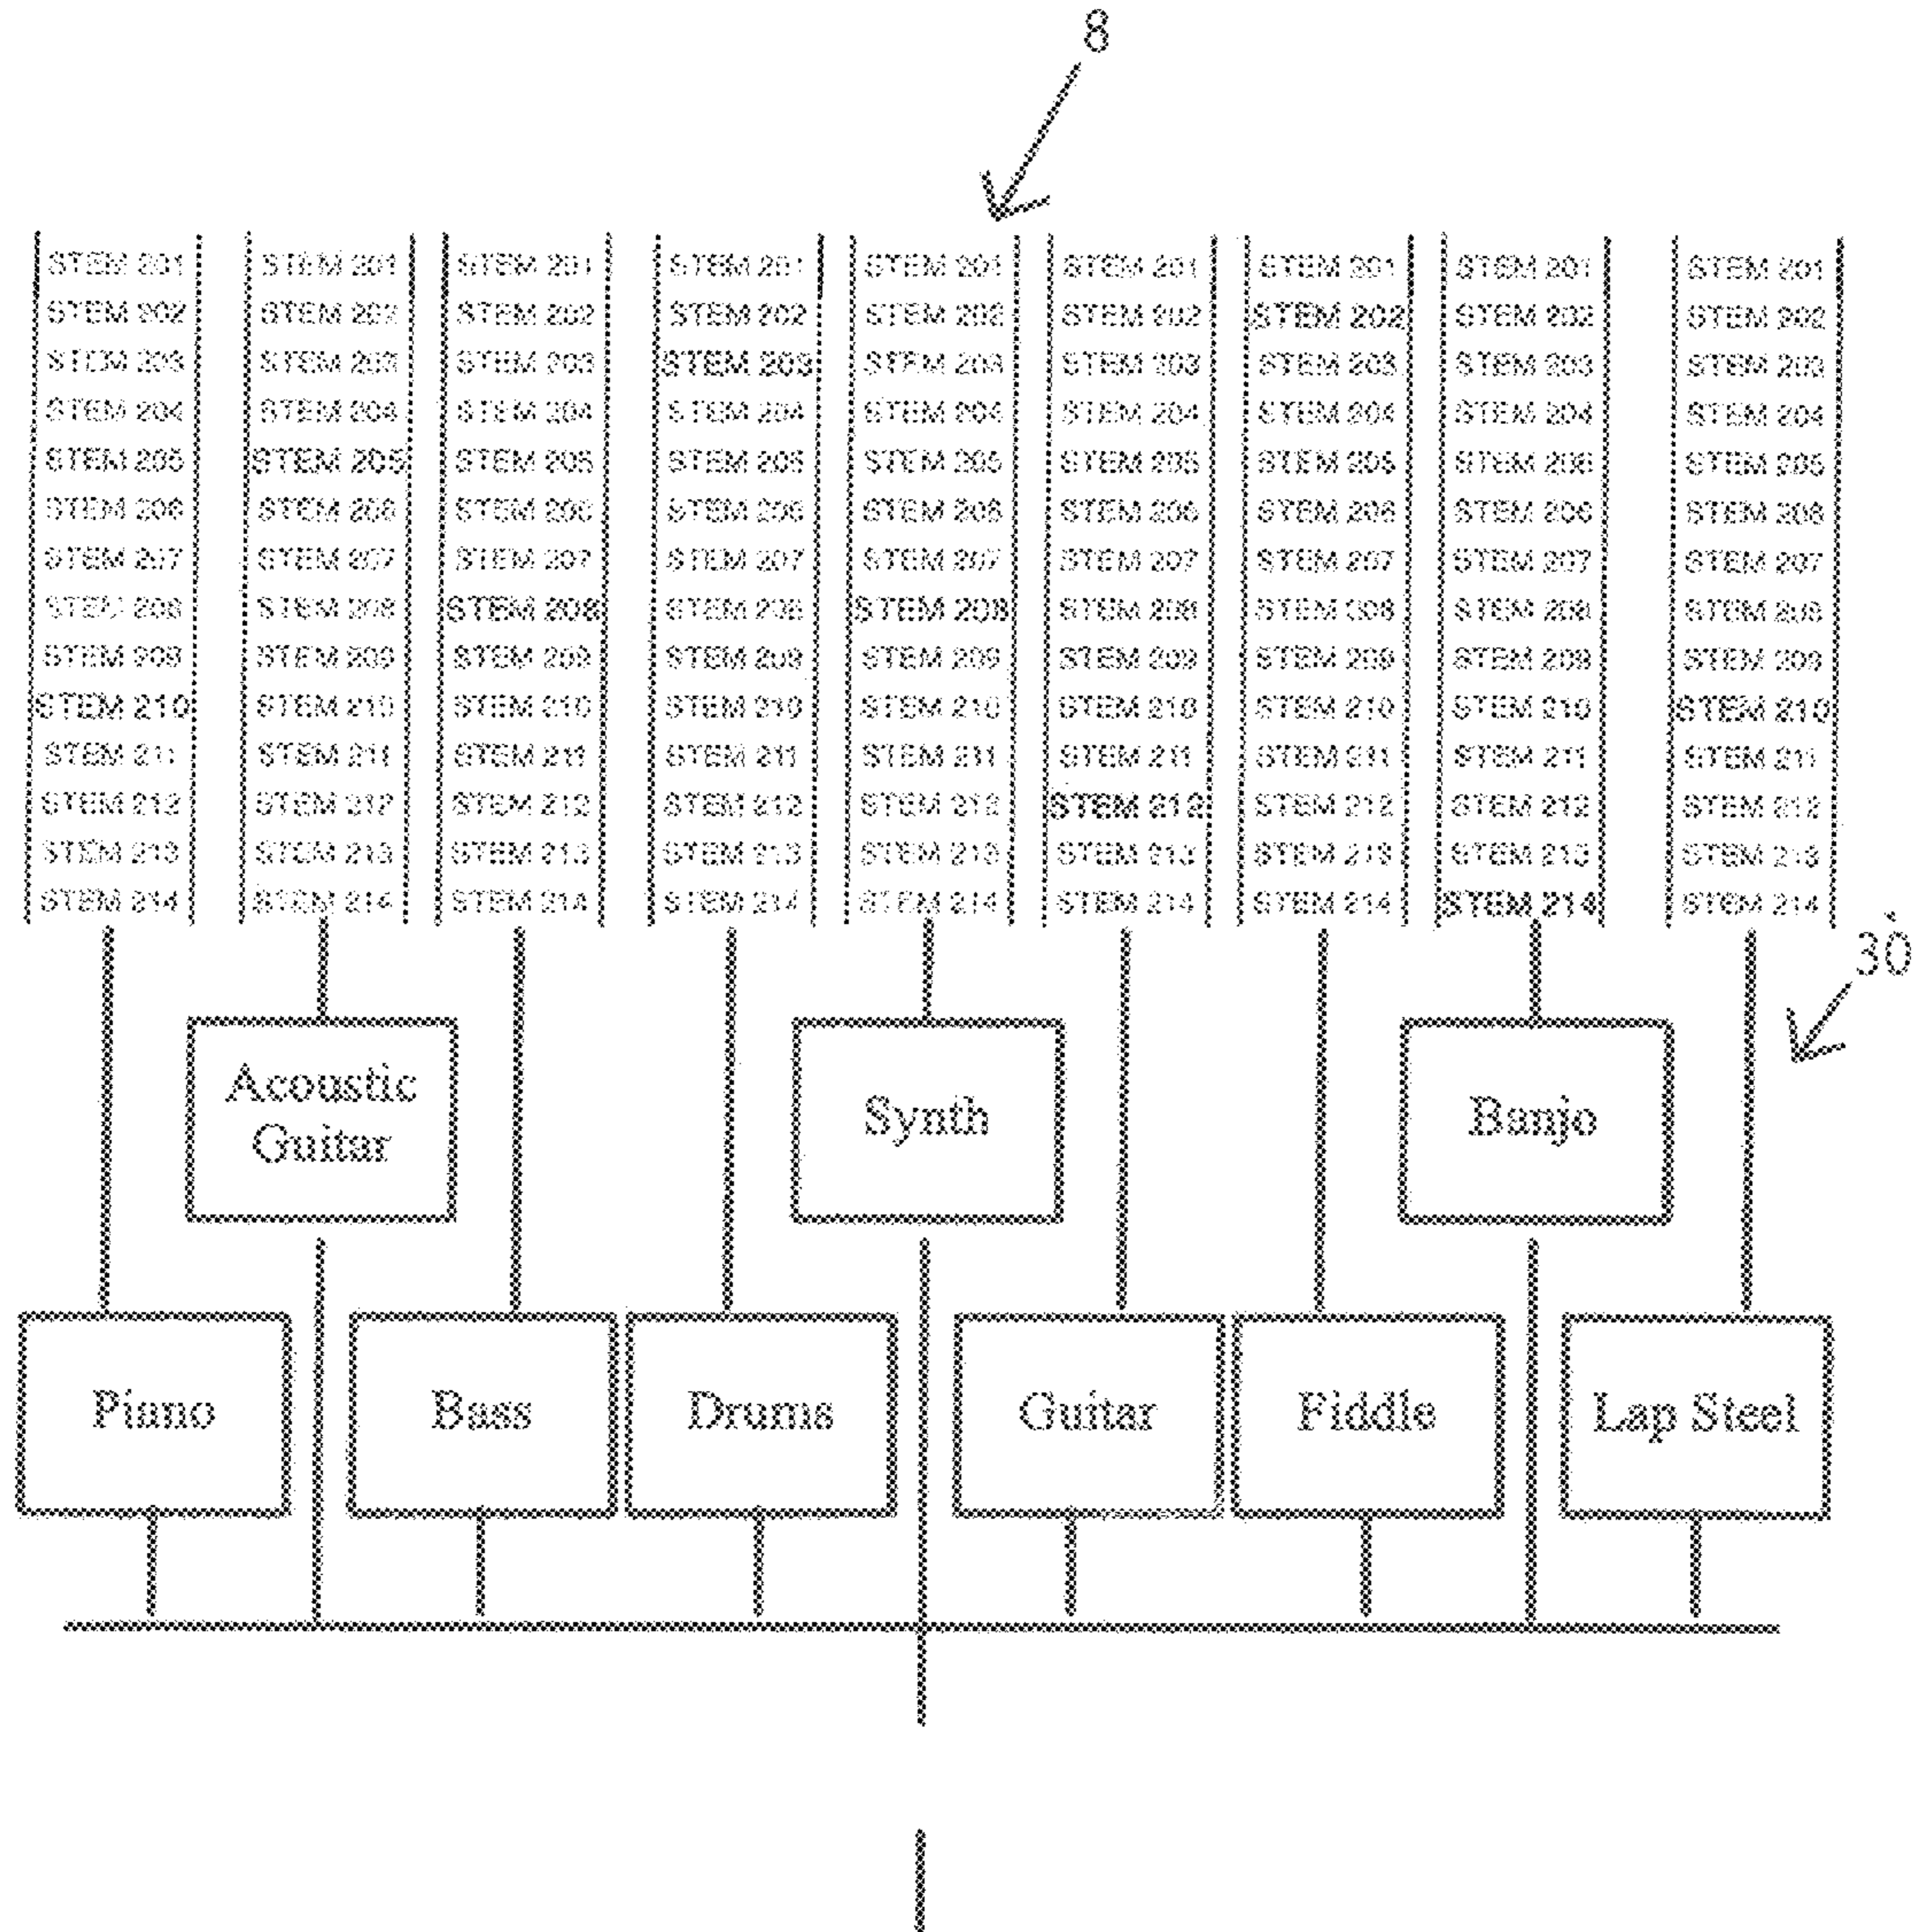 8
STEM 201 STEM 201 STEM 201 STEM 201 STEM 201 STEM 201 STEM 201 STEM 201 STEM 201
STEM 202 STEM 202 STEM 202 STEM 202 STEM 202 STEM 202 STEM 202 STEM 202 STEM 202
STEM 203 STEM 203 STEM 203 STEM 203 STEM 203 STEM 203 STEM 203 STEM 203 STEM 203
STEM 204 STEM 204 STEM 204 STEM 204 STEM 204 STEM 204 STEM 204 STEM 204 STEM 204
STEM 205 STEM 205 STEM 205 STEM 205 STEM 205 STEM 205 STEM 205 STEM 205 STEM 205
STEM 206 STEM 206 STEM 206 STEM 206 STEM 206 STEM 206 STEM 206 STEM 206 STEM 206
STEM 207 STEM 207 STEM 207 STEM 207 STEM 207 STEM 207 STEM 207 STEM 207 STEM 207
STEM 208 STEM 208 STEM 208 STEM 208 STEM 208 STEM 208 STEM 208 STEM 208 STEM 208
STEM 209 STEM 209 STEM 209 STEM 209 STEM 209 STEM 209 STEM 209 STEM 209 STEM 209
STEM 210 STEM 210 STEM 210 STEM 210 STEM 210 STEM 210 STEM 210 STEM 210 STEM 210
STEM 211 STEM 211 STEM 211 STEM 211 STEM 211 STEM 211 STEM 211 STEM 211 STEM 211
STEM 212 STEM 212 STEM 212 STEM 212 STEM 212 STEM 212 STEM 212 STEM 212 STEM 212
STEM 213 STEM 213 STEM 213 STEM 213 STEM 213 STEM 213 STEM 213 STEM 213 STEM 213
STEM 214 STEM 214 STEM 214 STEM 214 STEM 214 STEM 214 STEM 214 STEM 214 STEM 214
30
Acoustic
Guitar
Synth
Banjo
Piano
Bass
Drums
Guitar
Fiddle
Lap Steel